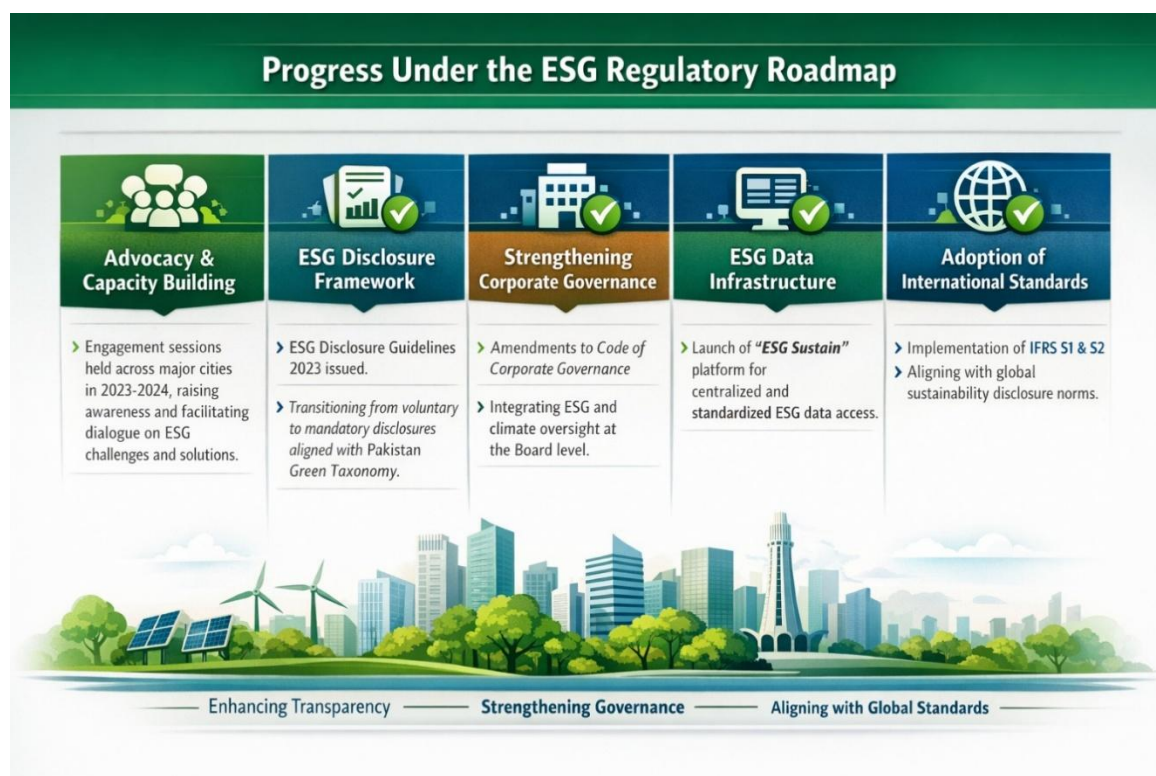 Progress Under the ESG Regulatory Roadmap
Advocacy &
Capacity Building
› Engagement sessions
held across major cities
in 2023-2024, raising
awareness and facilitating
dialogue on ESG
challenges and solutions.
ESG Disclosure
Framework
› ESG Disclosure Guidelines
2023 issued.
› Transitioning from voluntary
to mandatory disclosures
aligned with Pakistan
Green Taxonomy.
Strengthening
Corporate Governance
› Amendments to Code of
Corporate Governance
› Integrating ESG and
climate oversight at
the Board level.
ESG Data
Infrastructure
› Launch of "ESG Sustain"
platform for
centralized and
standardized ESG data access.
Adoption of
International Standards
› Implementation of IFRS S1 & S2
› Aligning with global
sustainability disclosure norms.
Enhancing Transparency
Strengthening Governance
Aligning with Global Standards